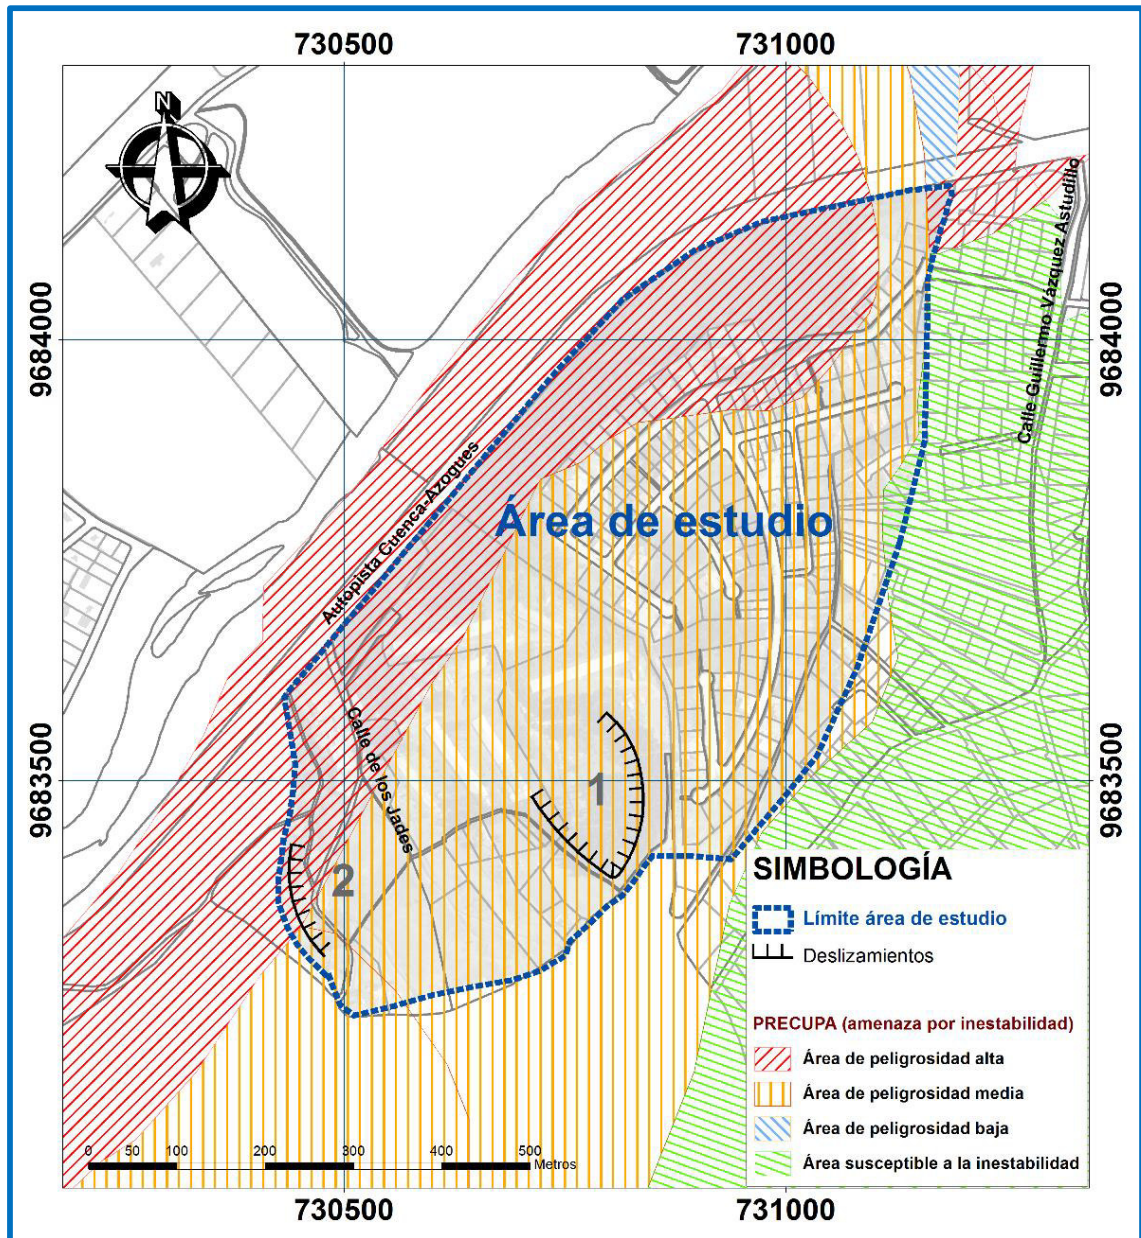 730500 731000
N
9684000 9684000
Calle Guillermo Vázquez Astudillo
Autopista Cuenca-Azogues
Área de estudio
9683500 9683500
Calle de los Jades
1
2
SIMBOLOGÍA
Límite área de estudio
Deslizamientos
PRECUPA (amenaza por inestabilidad)
Área de peligrosidad alta
Área de peligrosidad media
Área de peligrosidad baja
Área susceptible a la inestabilidad
0 50 100 200 300 400 500
Metros
730500 731000